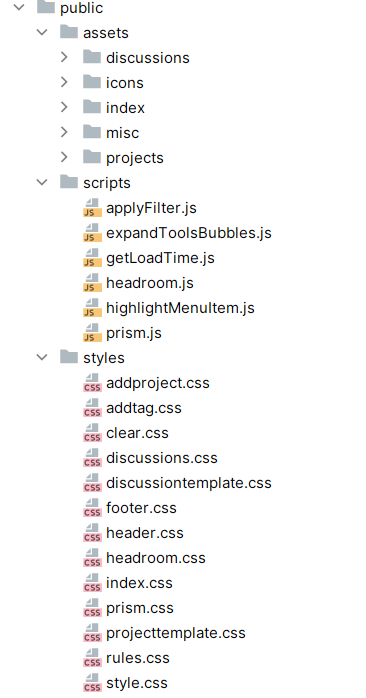 public
assets
discussions
icons
index
misc
projects
scripts
JS applyFilter.js
JS expandToolsBubbles.js
JS getLoadTime.js
JS headroom.js
JS highlightMenuItem.js
JS prism.js
styles
CSS addproject.css
CSS addtag.css
CSS clear.css
CSS discussions.css
CSS discussiontemplate.css
CSS footer.css
CSS header.css
CSS headroom.css
CSS index.css
CSS prism.css
CSS projecttemplate.css
CSS rules.css
CSS style.css